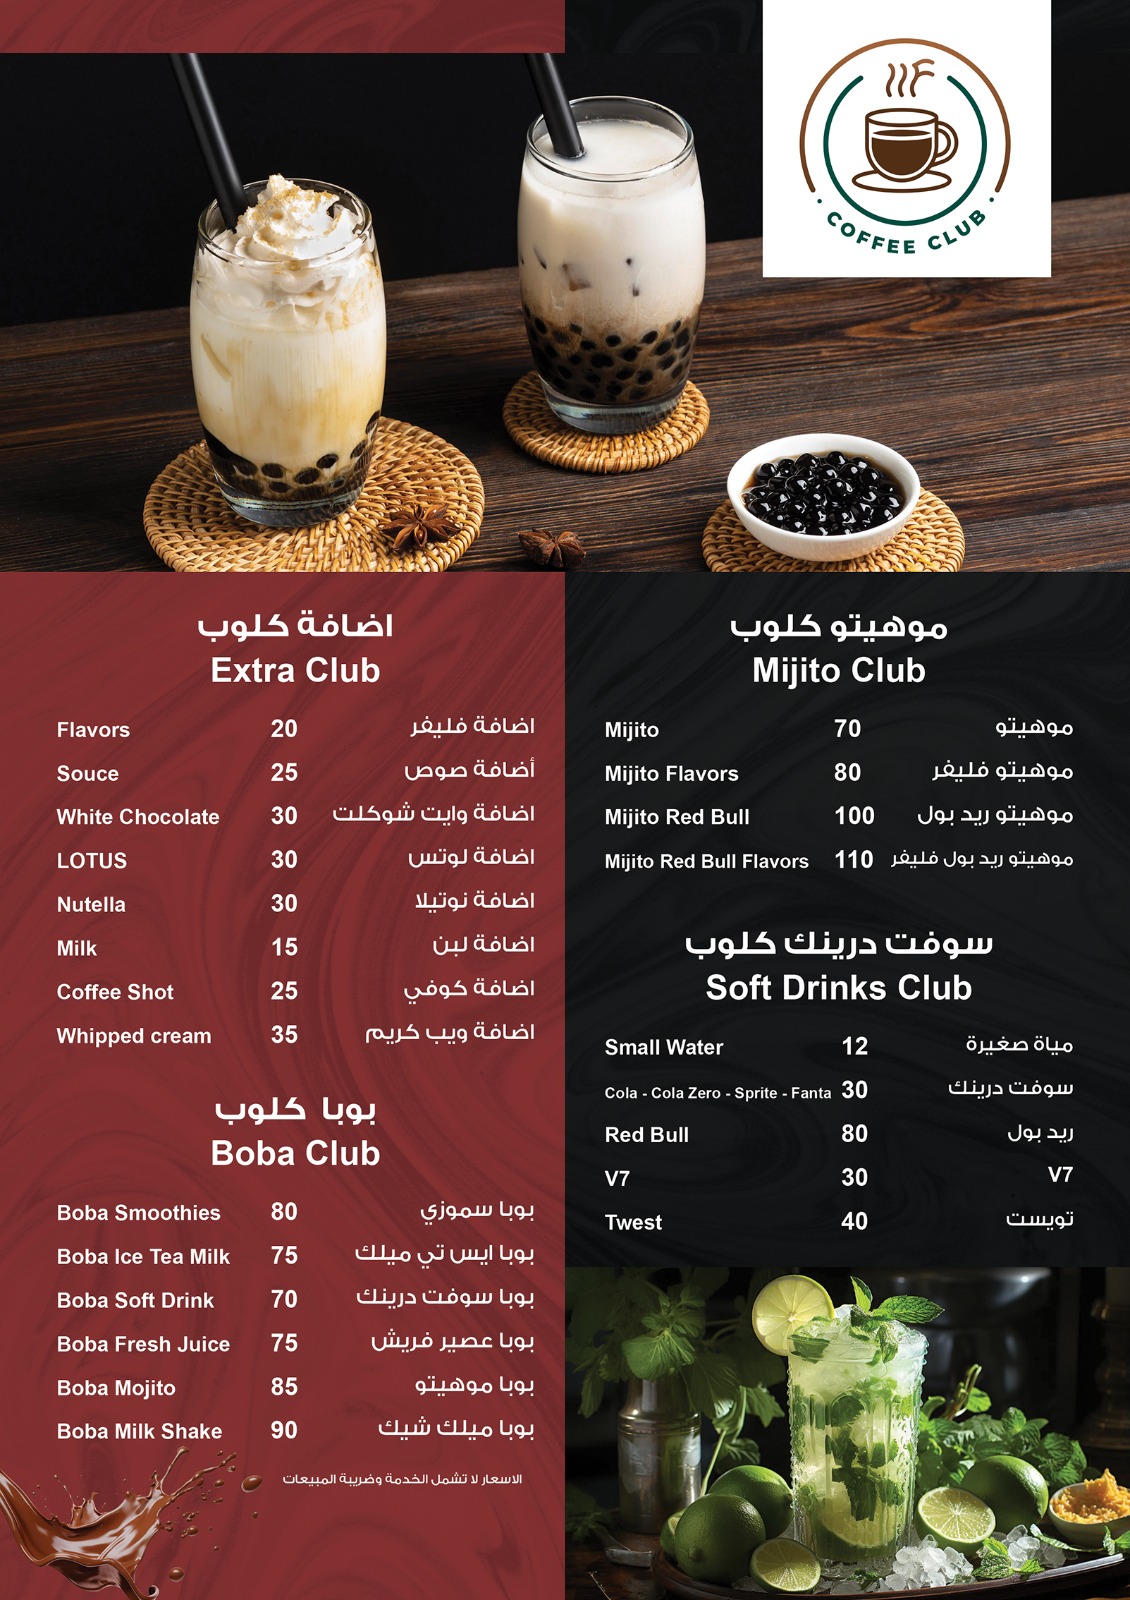 COFFEE CLUB
اضافة كلوب
Extra Club
Flavors 20 اضافة فليفر
Souce 25 أضافة صوص
White Chocolate 30 اضافة وايت شوكلت
LOTUS 30 اضافة لوتس
Nutella 30 اضافة نوتيلا
Milk 15 اضافة لبن
Coffee Shot 25 اضافة كوفي
Whipped cream 35 اضافة ويب كريم
بوبا كلوب
Boba Club
Boba Smoothies 80 بوبا سموزي
Boba Ice Tea Milk 75 بوبا ايس تي ميلك
Boba Soft Drink 70 بوبا سوفت درينك
Boba Fresh Juice 75 بوبا عصير فريش
Boba Mojito 85 بوبا موهيتو
Boba Milk Shake 90 بوبا ميلك شيك
الاسعار لا تشمل الخدمة وضريبة المبيعات
موهيتو كلوب
Mijito Club
Mijito 70 موهيتو
Mijito Flavors 80 موهيتو فليفر
Mijito Red Bull 100 موهيتو ريد بول
Mijito Red Bull Flavors 110 موهيتو ريد بول فليفر
سوفت درينك كلوب
Soft Drinks Club
Small Water 12 مياة صغيرة
Cola - Cola Zero - Sprite - Fanta 30 سوفت درينك
Red Bull 80 ريد بول
V7 30 V7
Twest 40 تويست